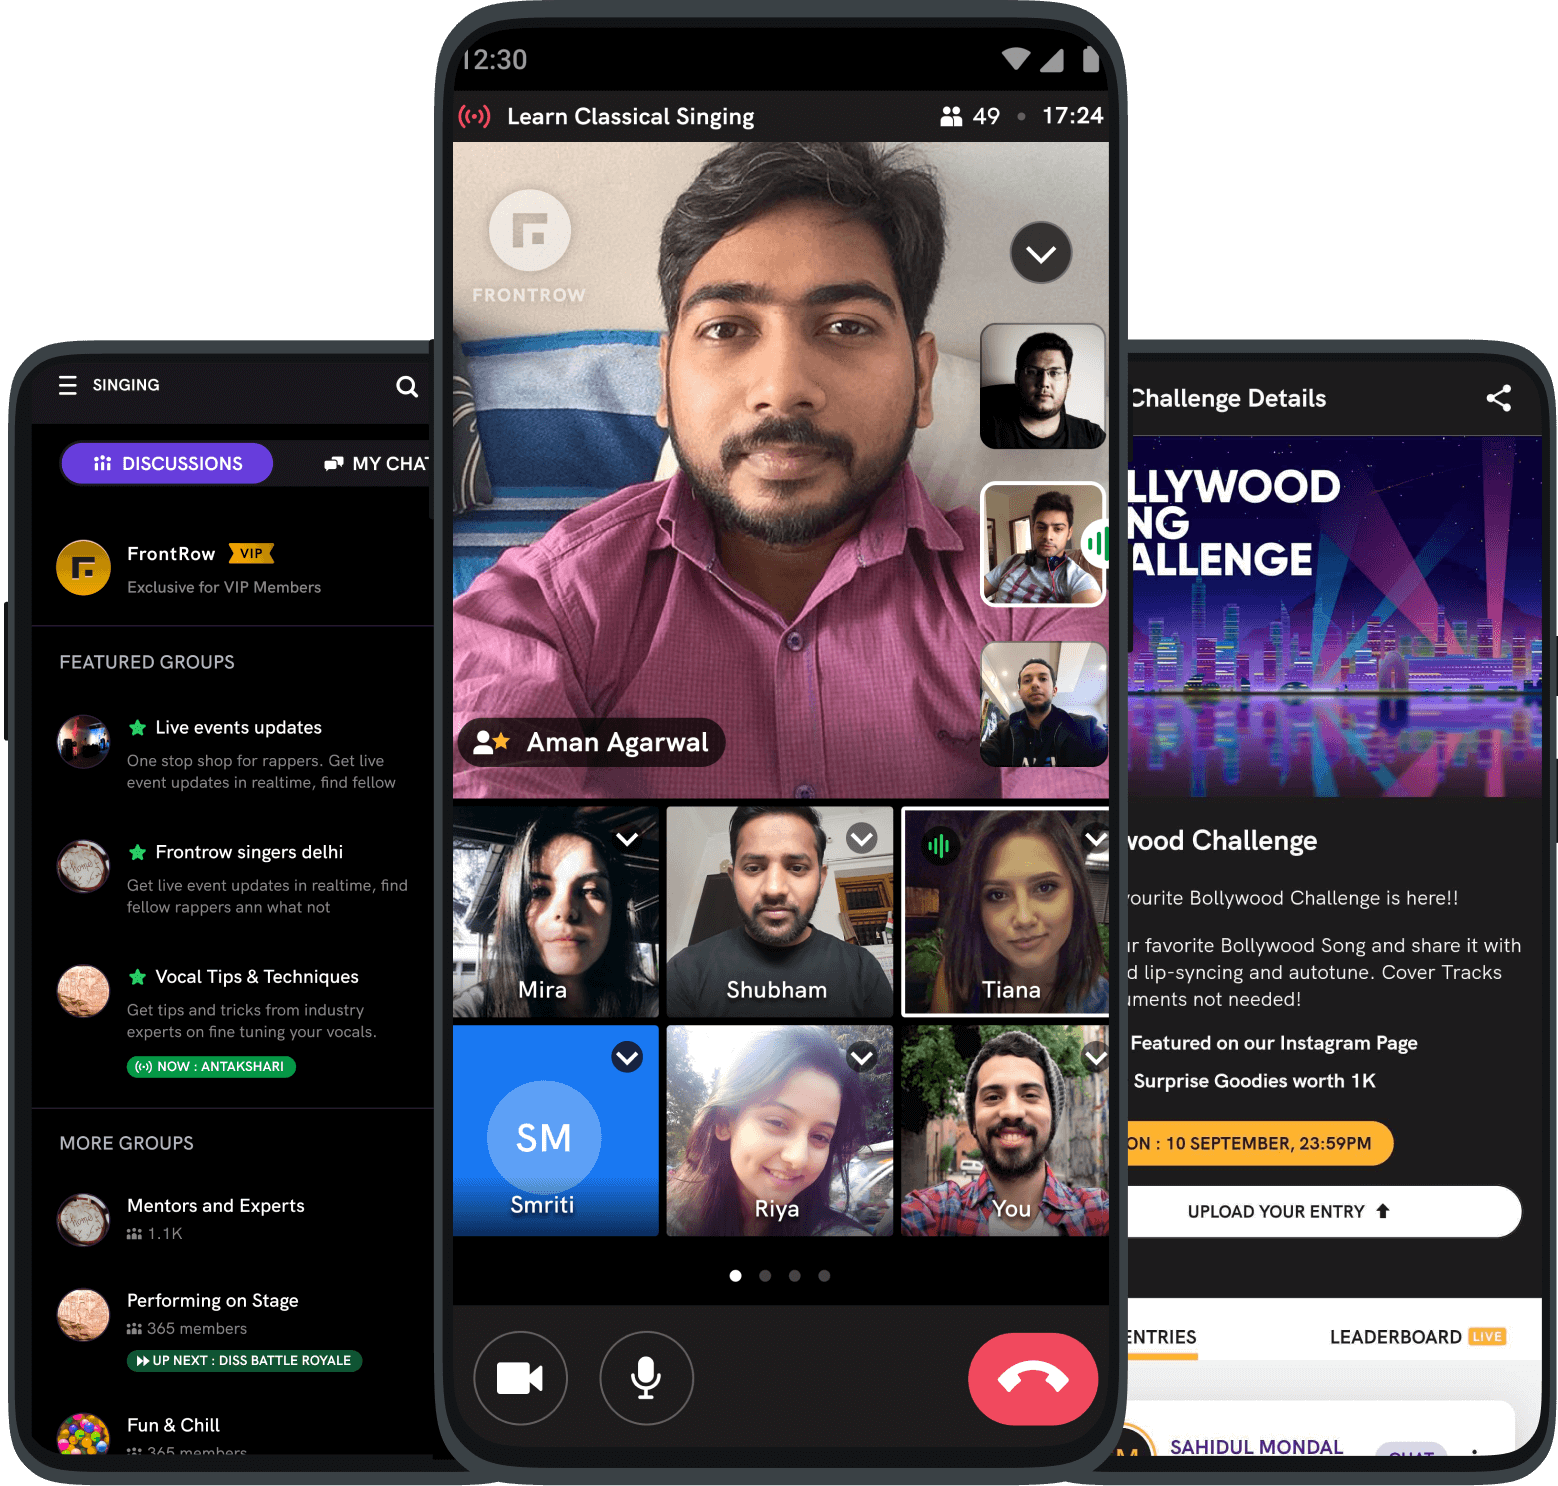 SINGING
DISCUSSIONS
MY CHAT
FrontRow VIP
Exclusive for VIP Members
FEATURED GROUPS
Live events updates
One stop shop for rappers. Get live
event updates in realtime, find fellow
Frontrow singers delhi
Get live event updates in realtime, find
fellow rappers ann what not
Vocal Tips & Techniques
Get tips and tricks from industry
experts on fine tuning your vocals.
NOW : ANTAKSHARI
MORE GROUPS
Mentors and Experts
1.1K
Performing on Stage
365 members
UP NEXT : DISS BATTLE ROYALE
Fun & Chill
365 members
12:30
Learn Classical Singing
49 • 17:24
FRONTROW
Aman Agarwal
Mira
Shubham
Tiana
SM
Smriti
Riya
You
Challenge Details
LLYWOOD
NG
ALLENGE
wood Challenge
vourite Bollywood Challenge is here!!
ur favorite Bollywood Song and share it with
d lip-syncing and autotune. Cover Tracks
uments not needed!
Featured on our Instagram Page
Surprise Goodies worth 1K
ON : 10 SEPTEMBER, 23:59PM
UPLOAD YOUR ENTRY
ENTRIES
LEADERBOARD LIVE
M
SAHIDUL MONDAL
CHAT